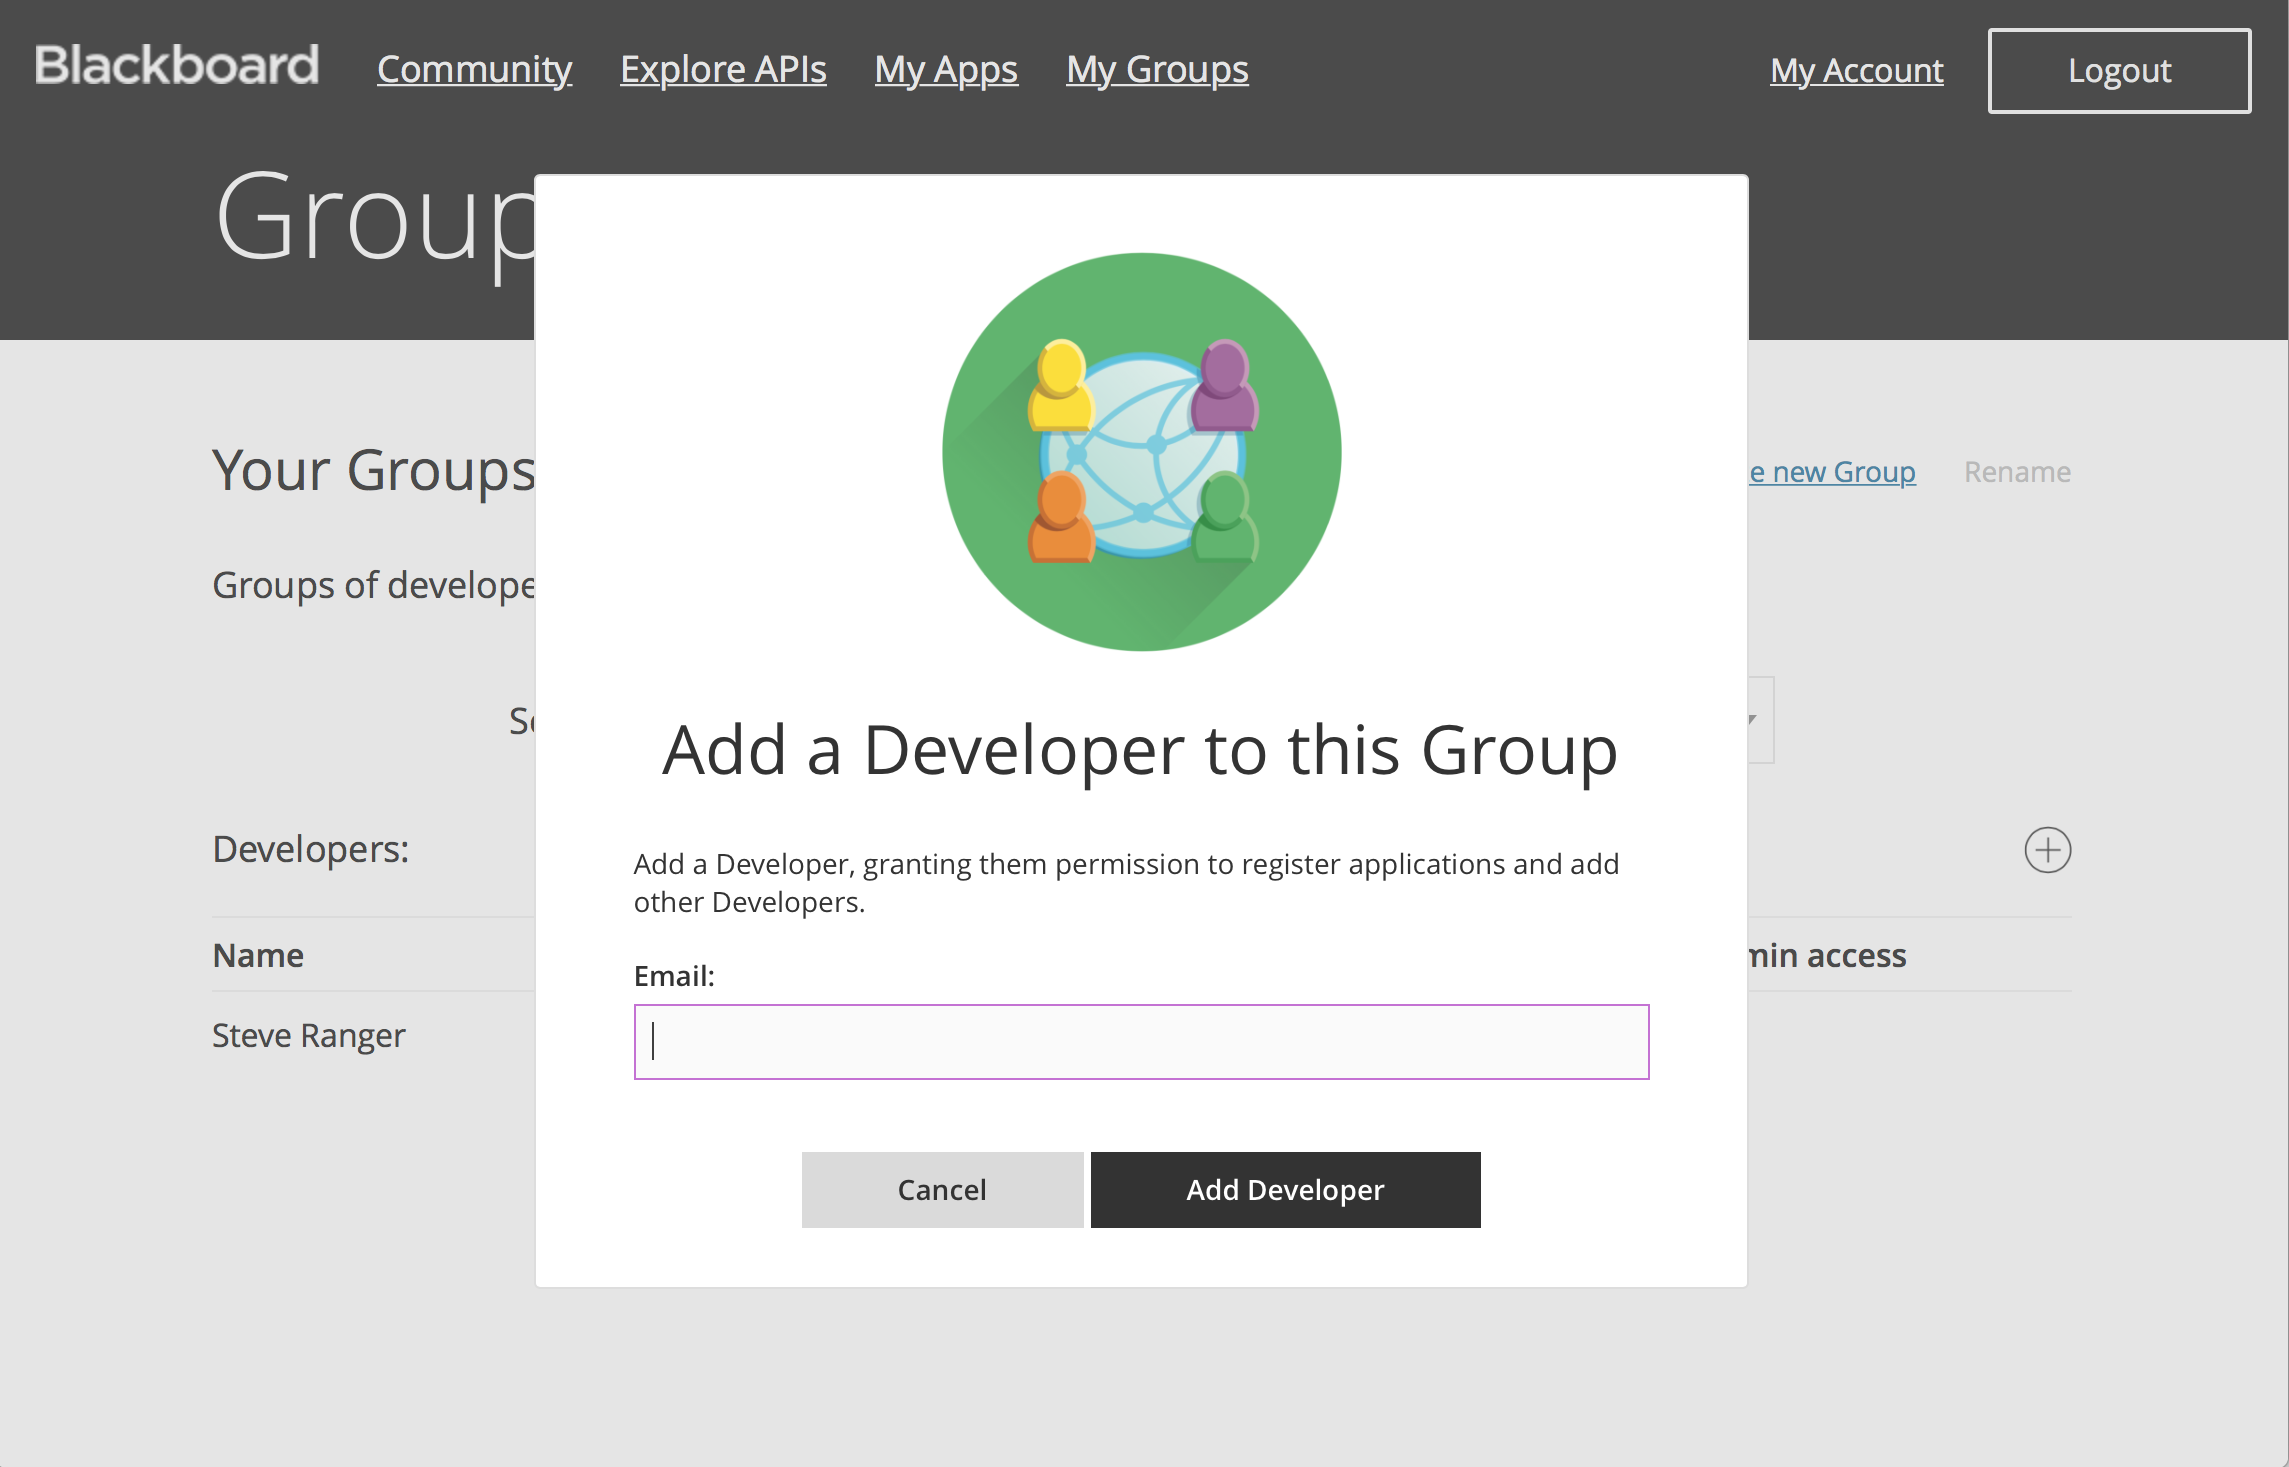 Blackboard Community Explore APIs My Apps My Groups My Account Logout
Group
Your Groups e new Group Rename
Groups of develope
Add a Developer to this Group
Developers:
Add a Developer, granting them permission to register applications and add
other Developers.
Name min access
Email:
Steve Ranger
Cancel Add Developer